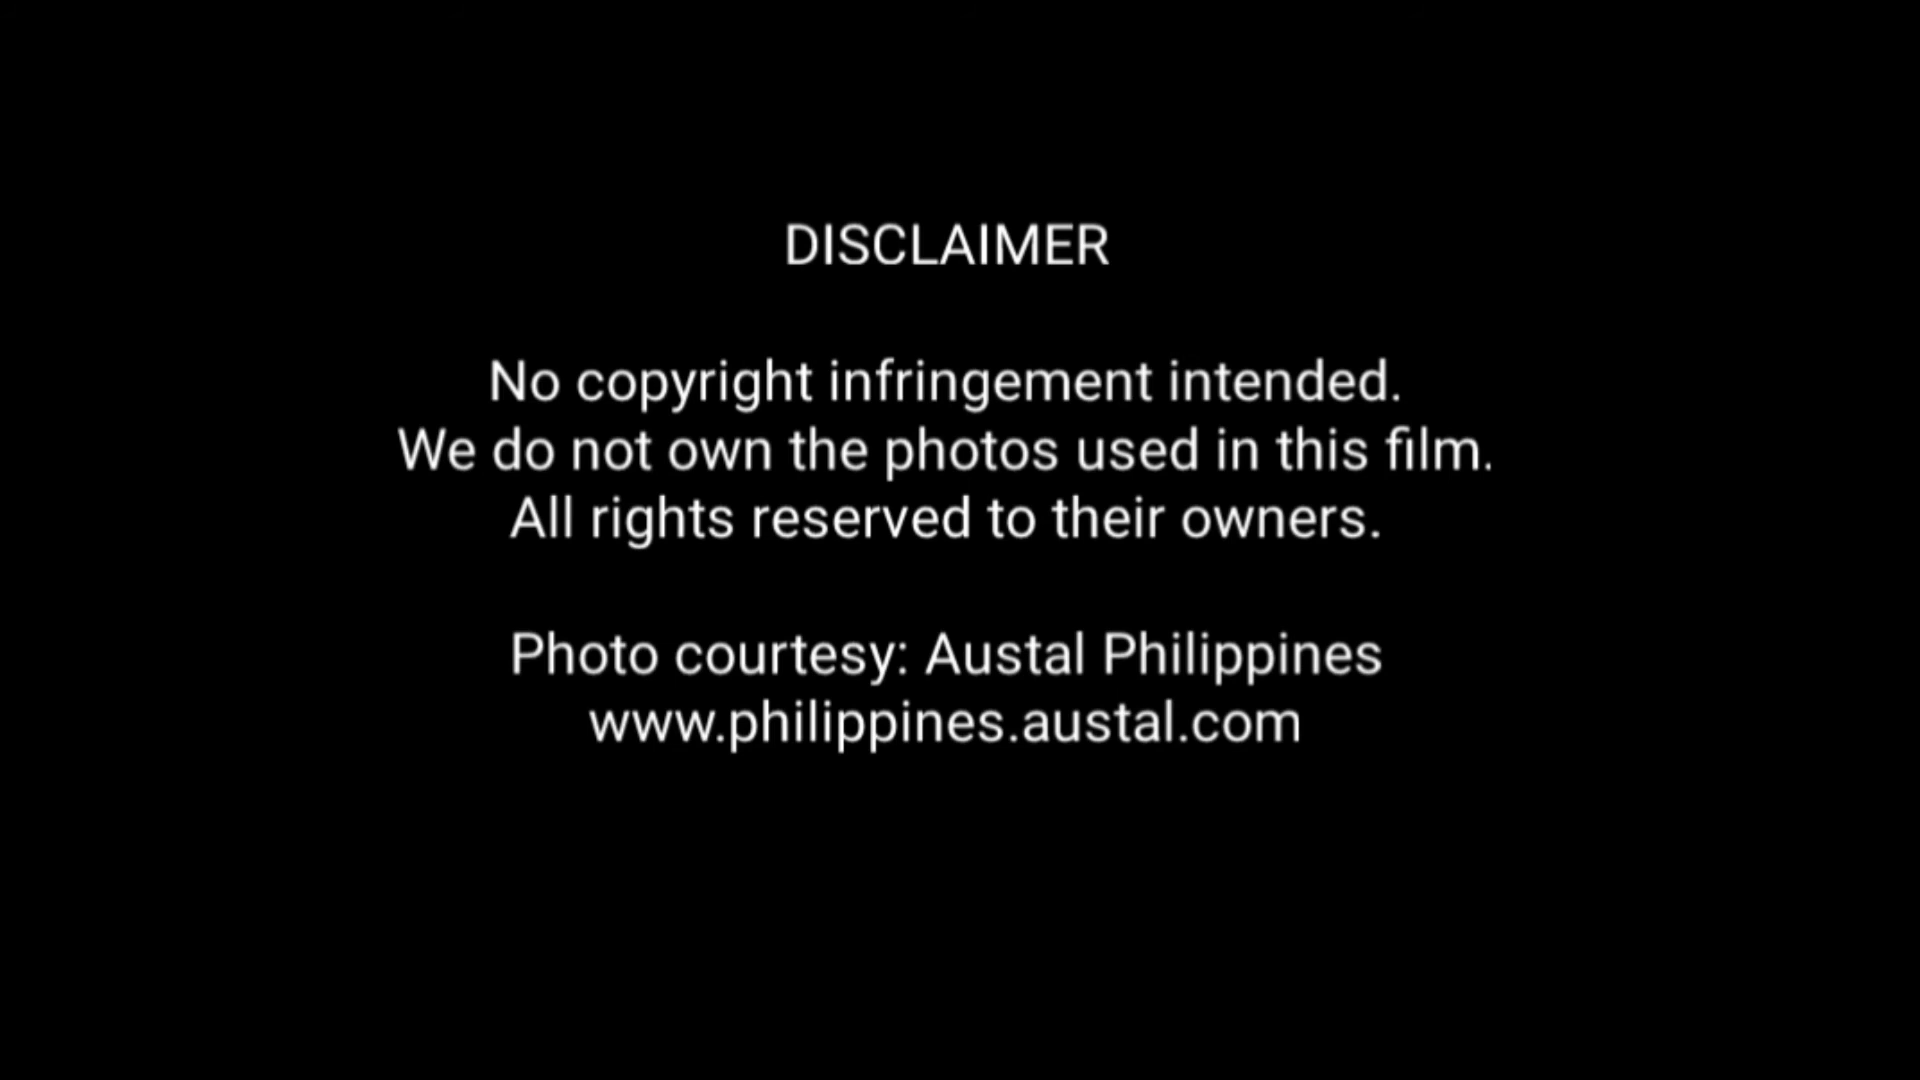 DISCLAIMER
No copyright infringement intended.
We do not own the photos used in this film.
All rights reserved to their owners.
Photo courtesy: Austal Philippines
www.philippines.austal.com